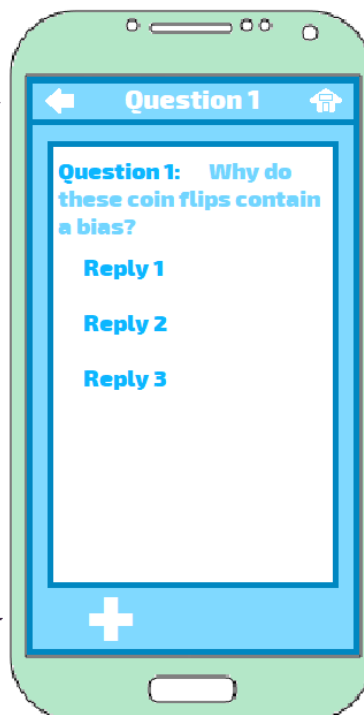 Question 1
Question 1: Why do
these coin flips contain
a bias?
Reply 1
Reply 2
Reply 3